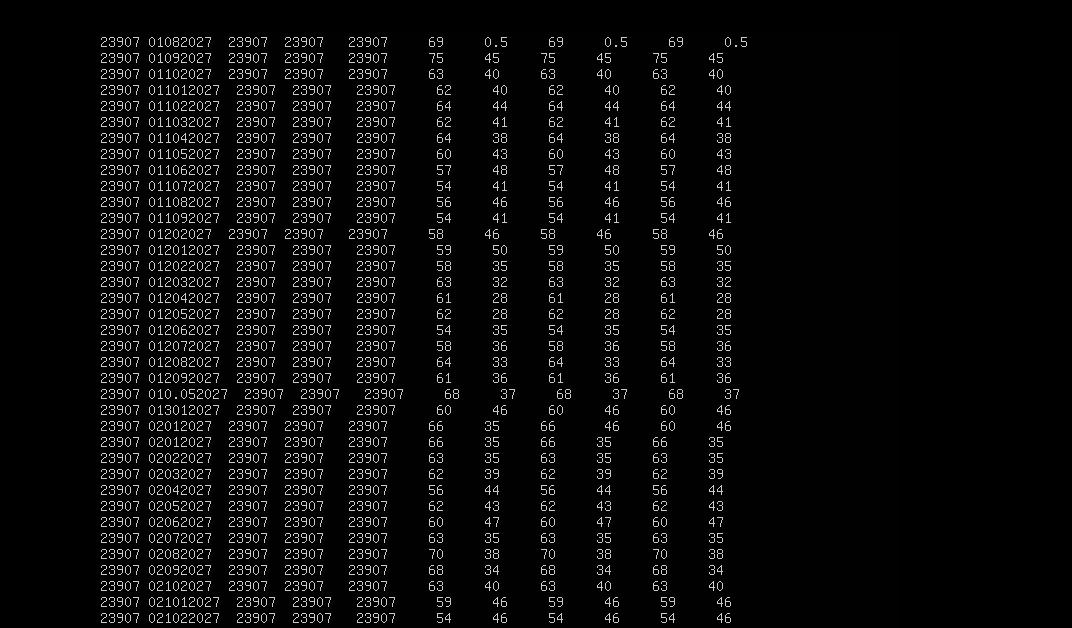 23907 01082027 23907 23907 23907 69 0.5 69 0.5 69 0.5
23907 01092027 23907 23907 23907 75 45 75 45 75 45
23907 01102027 23907 23907 23907 63 40 63 40 63 40
23907 011012027 23907 23907 23907 62 40 62 40 62 40
23907 011022027 23907 23907 23907 64 44 64 44 64 44
23907 011032027 23907 23907 23907 62 41 62 41 62 41
23907 011042027 23907 23907 23907 64 38 64 38 64 38
23907 011052027 23907 23907 23907 60 43 60 43 60 43
23907 011062027 23907 23907 23907 57 48 57 48 57 48
23907 011072027 23907 23907 23907 54 41 54 41 54 41
23907 011082027 23907 23907 23907 56 46 56 46 56 46
23907 011092027 23907 23907 23907 54 41 54 41 54 41
23907 01202027 23907 23907 23907 58 46 58 46 58 46
23907 012012027 23907 23907 23907 59 50 59 50 59 50
23907 012022027 23907 23907 23907 58 35 58 35 58 35
23907 012032027 23907 23907 23907 63 32 63 32 63 32
23907 012042027 23907 23907 23907 61 28 61 28 61 28
23907 012052027 23907 23907 23907 62 28 62 28 62 28
23907 012062027 23907 23907 23907 54 35 54 35 54 35
23907 012072027 23907 23907 23907 58 36 58 36 58 36
23907 012082027 23907 23907 23907 64 33 64 33 64 33
23907 012092027 23907 23907 23907 61 36 61 36 61 36
23907 010.052027 23907 23907 23907 68 37 68 37 68 37
23907 013012027 23907 23907 23907 60 46 60 46 60 46
23907 02012027 23907 23907 23907 66 35 66 46 60 46
23907 02012027 23907 23907 23907 66 35 66 35 66 35
23907 02022027 23907 23907 23907 63 35 63 35 63 35
23907 02032027 23907 23907 23907 62 39 62 39 62 39
23907 02042027 23907 23907 23907 56 44 56 44 56 44
23907 02052027 23907 23907 23907 62 43 62 43 62 43
23907 02062027 23907 23907 23907 60 47 60 47 60 47
23907 02072027 23907 23907 23907 63 35 63 35 63 35
23907 02082027 23907 23907 23907 70 38 70 38 70 38
23907 02092027 23907 23907 23907 68 34 68 34 68 34
23907 02102027 23907 23907 23907 63 40 63 40 63 40
23907 021012027 23907 23907 23907 59 46 59 46 59 46
23907 021022027 23907 23907 23907 54 46 54 46 54 46